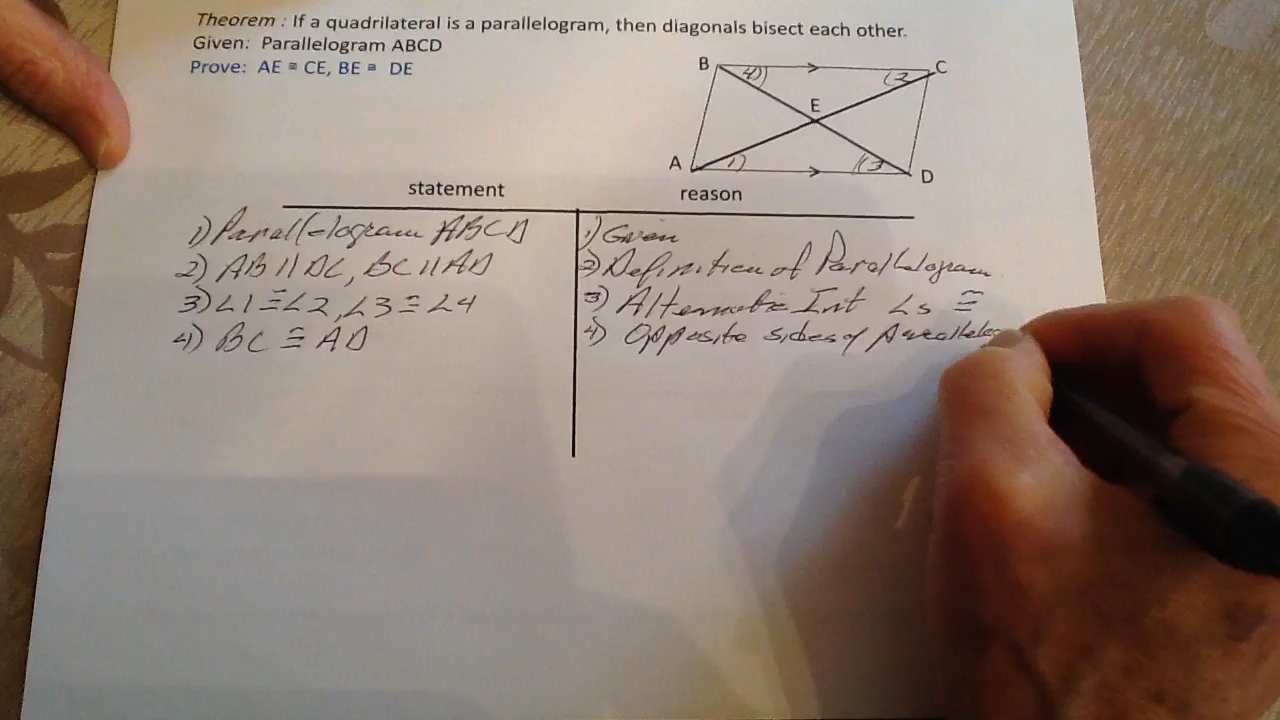 Theorem : If a quadrilateral is a parallelogram, then diagonals bisect each other.
Given: Parallelogram ABCD
Prove: AE ≅ CE, BE ≅ DE
B
C
4
2
E
A
1
3
D
statement
reason
1) Parallelogram ABCD
1) Given
2) AB || DC, BC || AD
2) Definition of Parallelogram
3) ∠1 ≅ ∠2, ∠3 ≅ ∠4
3) Alternate Int ∠s ≅
4) BC ≅ AD
4) Opposite sides of